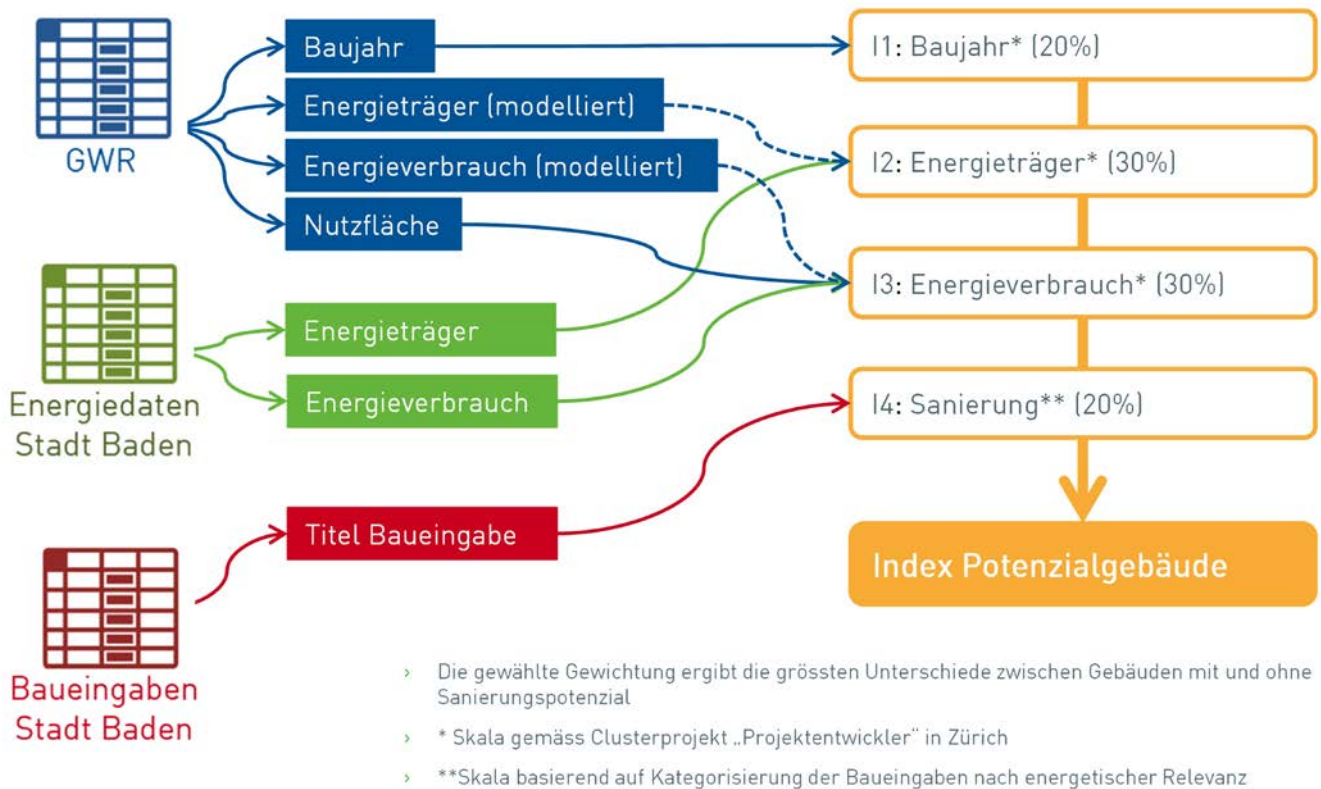 Baujahr
Energieträger (modelliert)
Energieverbrauch (modelliert)
Nutzfläche
GWR
Energieträger
Energieverbrauch
Energiedaten
Stadt Baden
Titel Baueingabe
Baueingaben
Stadt Baden
I1: Baujahr* (20%)
I2: Energieträger* (30%)
I3: Energieverbrauch* (30%)
I4: Sanierung** (20%)
Index Potenzialgebäude
› Die gewählte Gewichtung ergibt die grössten Unterschiede zwischen Gebäuden mit und ohne
Sanierungspotenzial
› * Skala gemäss Clusterprojekt „Projektentwickler“ in Zürich
› **Skala basierend auf Kategorisierung der Baueingaben nach energetischer Relevanz